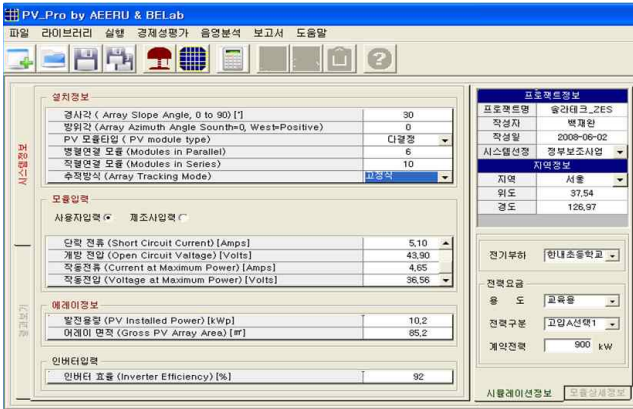 PV_Pro by AEERU & BELab
파일 라이브러리 실행 경제성평가 음영분석 보고서 도움말
시스템정보
결과보기
설치정보
경사각 ( Array Slope Angle, 0 to 90) [°] 30
방위각 (Array Azimuth Angle Sounth=0, West=Positive) 0
PV 모듈타입 ( PV module type) 다결정
병렬연결 모듈 (Modules in Parallel) 6
직렬연결 모듈 (Modules in Series) 10
추적방식 (Array Tracking Mode) 고정식
모듈입력
사용자입력 제조사입력
단락 전류 (Short Circuit Current) [Amps] 5,10
개방 전압 (Open Circuit Valtage) [Volts] 43,90
작동전류 (Current at Maximum Power) [Amps] 4,65
작동전압 (Voltage at Maximum Power) [Volts] 36,56
에레이정보
발전용량 (PV Installed Power) [kWp] 10,2
어레이 면적 (Gross PV Array Area) [㎡] 85,2
인버터입력
인버터 효율 (Inverter Efficiency) [%] 92
프로젝트정보
프로젝트명 솔라테크_ZES
작성자 백재완
작성일 2008-06-02
시스템선정 정부보조사업
지역정보
지역 서울
위도 37,54
경도 126,97
전기부하 한내초등학교
전력요금
용 도 교육용
전력구분 고압A선택1
계약전력 900 kW
시뮬레이션정보 모듈상세정보